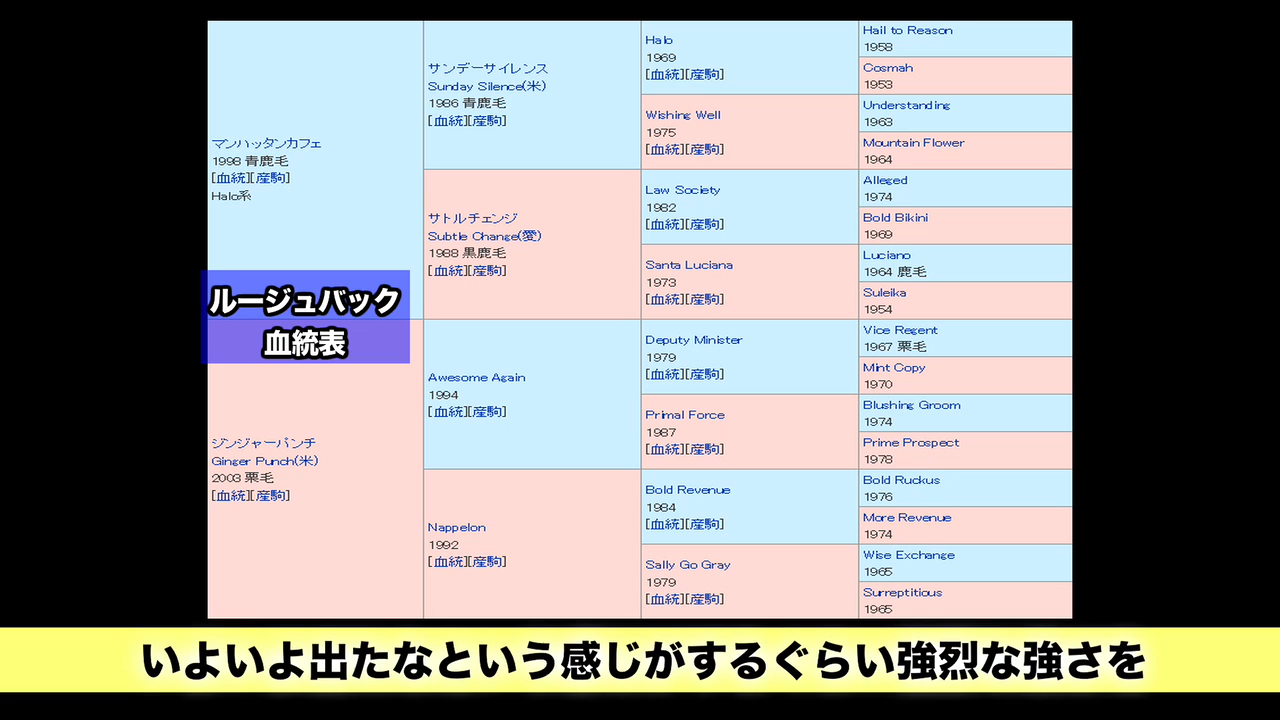 マンハッタンカフェ
1998 青鹿毛
[血統][産駒]
Halo系
ジンジャーパンチ
Ginger Punch(米)
2003 栗毛
[血統][産駒]
サンデーサイレンス
Sunday Silence(米)
1986 青鹿毛
[血統][産駒]
サトルチェンジ
Subtle Change(愛)
1988 黒鹿毛
[血統][産駒]
Awesome Again
1994
[血統][産駒]
Nappelon
1992
[血統][産駒]
Halo
1969
[血統][産駒]
Wishing Well
1975
[血統][産駒]
Law Society
1982
[血統][産駒]
Santa Luciana
1973
[血統][産駒]
Deputy Minister
1979
[血統][産駒]
Primal Force
1987
[血統][産駒]
Bold Revenue
1984
[血統][産駒]
Sally Go Gray
1979
[血統][産駒]
Hail to Reason
1958
Cosmah
1953
Understanding
1963
Mountain Flower
1964
Alleged
1974
Bold Bikini
1969
Luciano
1964 鹿毛
Suleika
1954
Vice Regent
1967 栗毛
Mint Copy
1970
Blushing Groom
1974
Prime Prospect
1978
Bold Ruckus
1976
More Revenue
1974
Wise Exchange
1965
Surreptitious
1965
ルージュバック
血統表
いよいよ出たなという感じがするぐらい強烈な強さを